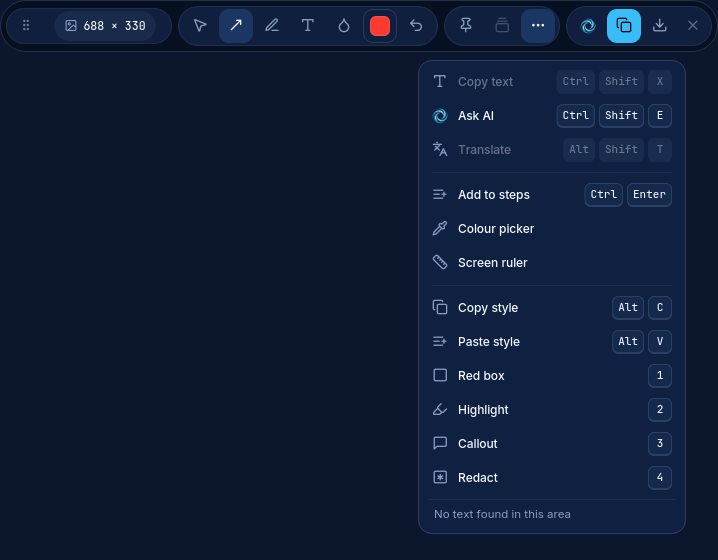 688 × 330
Copy text Ctrl Shift X
Ask AI Ctrl Shift E
Translate Alt Shift T
Add to steps Ctrl Enter
Colour picker
Screen ruler
Copy style Alt C
Paste style Alt V
Red box 1
Highlight 2
Callout 3
Redact 4
No text found in this area